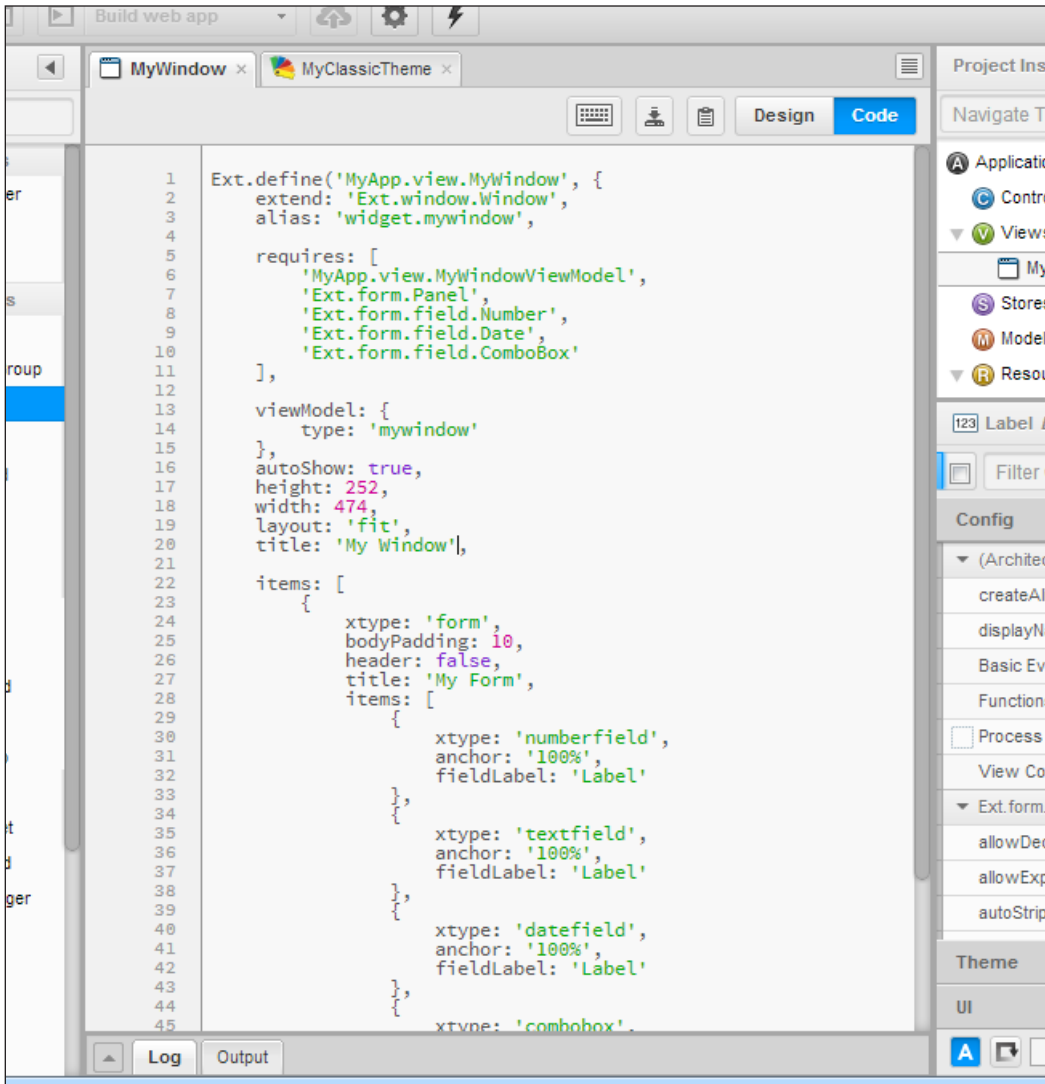 Build web app
MyWindow ×
MyClassicTheme ×
Design
Code
er
s
roup
t
d
ger
1 Ext.define('MyApp.view.MyWindow', {
2 extend: 'Ext.window.Window',
3 alias: 'widget.mywindow',
4
5 requires: [
6 'MyApp.view.MyWindowViewModel',
7 'Ext.form.Panel',
8 'Ext.form.field.Number',
9 'Ext.form.field.Date',
10 'Ext.form.field.ComboBox'
11 ],
12
13 viewModel: {
14 type: 'mywindow'
15 },
16 autoShow: true,
17 height: 252,
18 width: 474,
19 layout: 'fit',
20 title: 'My Window',
21
22 items: [
23 {
24 xtype: 'form',
25 bodyPadding: 10,
26 header: false,
27 title: 'My Form',
28 items: [
29 {
30 xtype: 'numberfield',
31 anchor: '100%',
32 fieldLabel: 'Label'
33 },
34 {
35 xtype: 'textfield',
36 anchor: '100%',
37 fieldLabel: 'Label'
38 },
39 {
40 xtype: 'datefield',
41 anchor: '100%',
42 fieldLabel: 'Label'
43 },
44 {
45 xtype: 'combobox',
Log
Output
Project Ins
Navigate T
A Applicati
C Contr
V Views
My
S Stores
M Model
R Resou
123 Label
Filter
Config
(Archite
createAl
displayN
Basic Ev
Function
Process
View Co
Ext.form.
allowDec
allowExp
autoStrip
Theme
UI
A